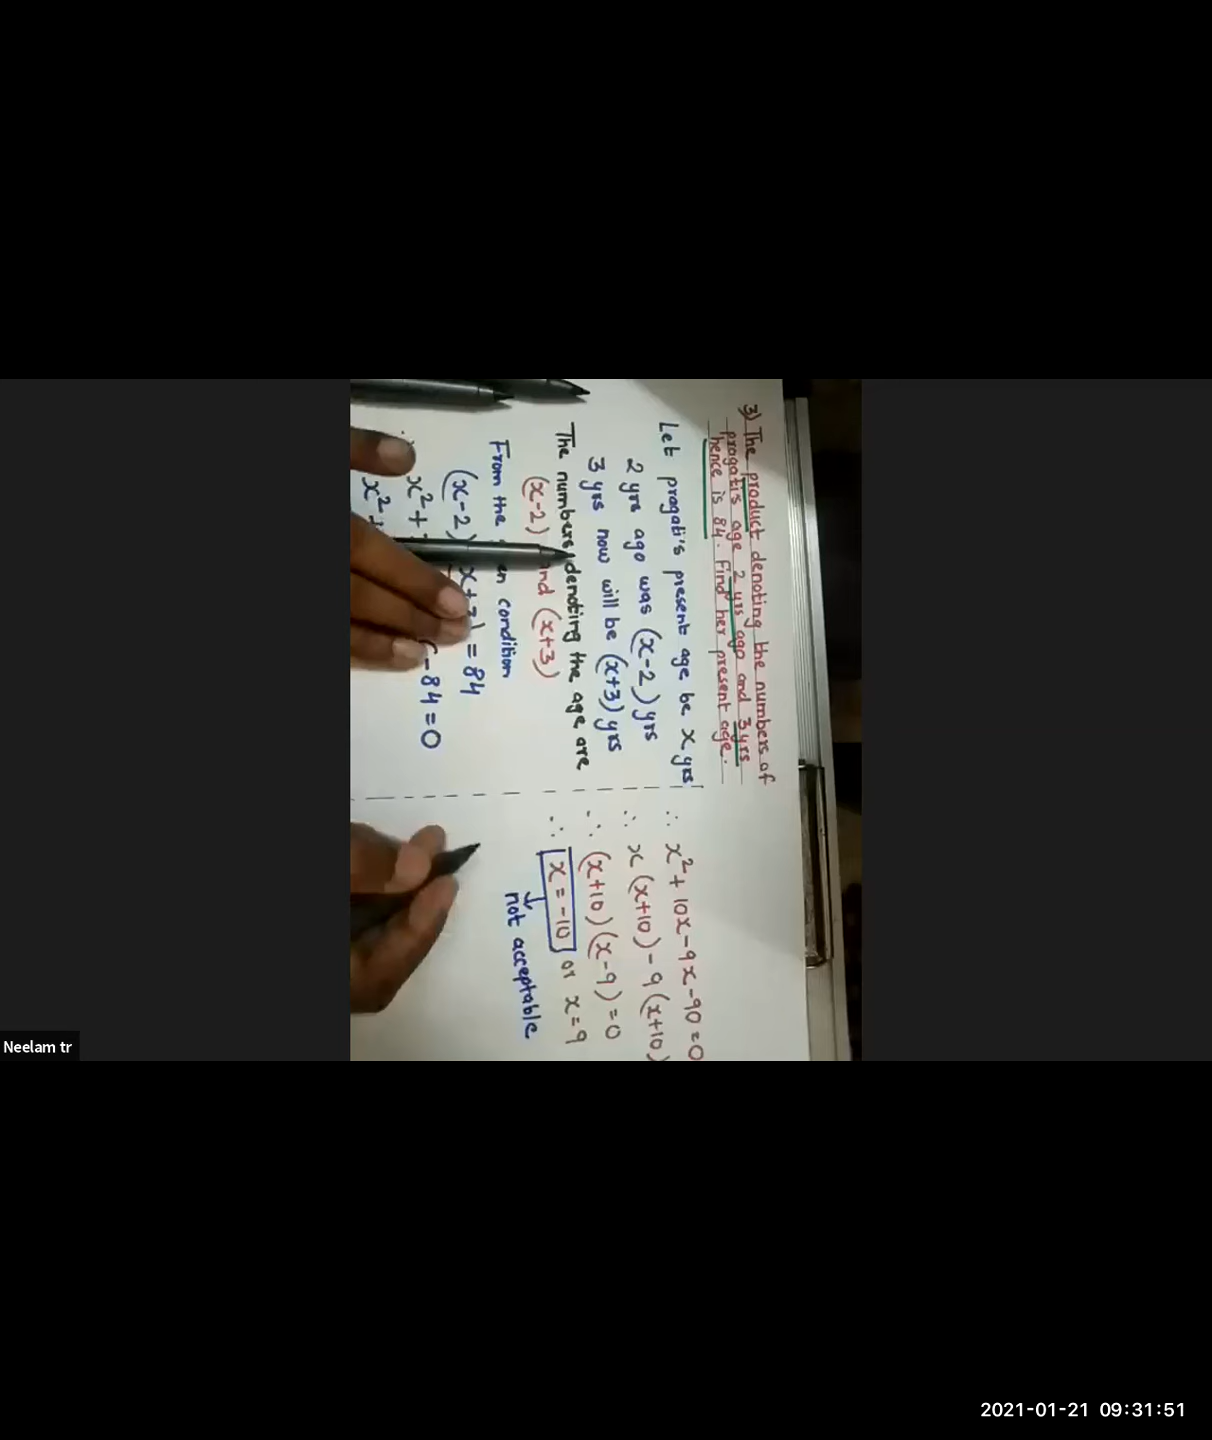 3) The product denoting the numbers of
pragati's age 2 yrs ago and 3 yrs
hence is 84. Find her present age.
Let pragati's present age be x yrs
2 yrs ago was (x-2) yrs
3 yrs now will be (x+3) yrs
The numbers denoting the age are
(x-2) and (x+3)
From the condition
(x-2) x+3) = 84
x² + - 84 = 0
x² +
∴ x² + 10x - 9x - 90 = 0
∴ x (x+10) - 9 (x+10)
∴ (x+10) (x-9) = 0
∴ x = -10 or x = 9
↓
not acceptable
Neelam tr
2021-01-21 09:31:51